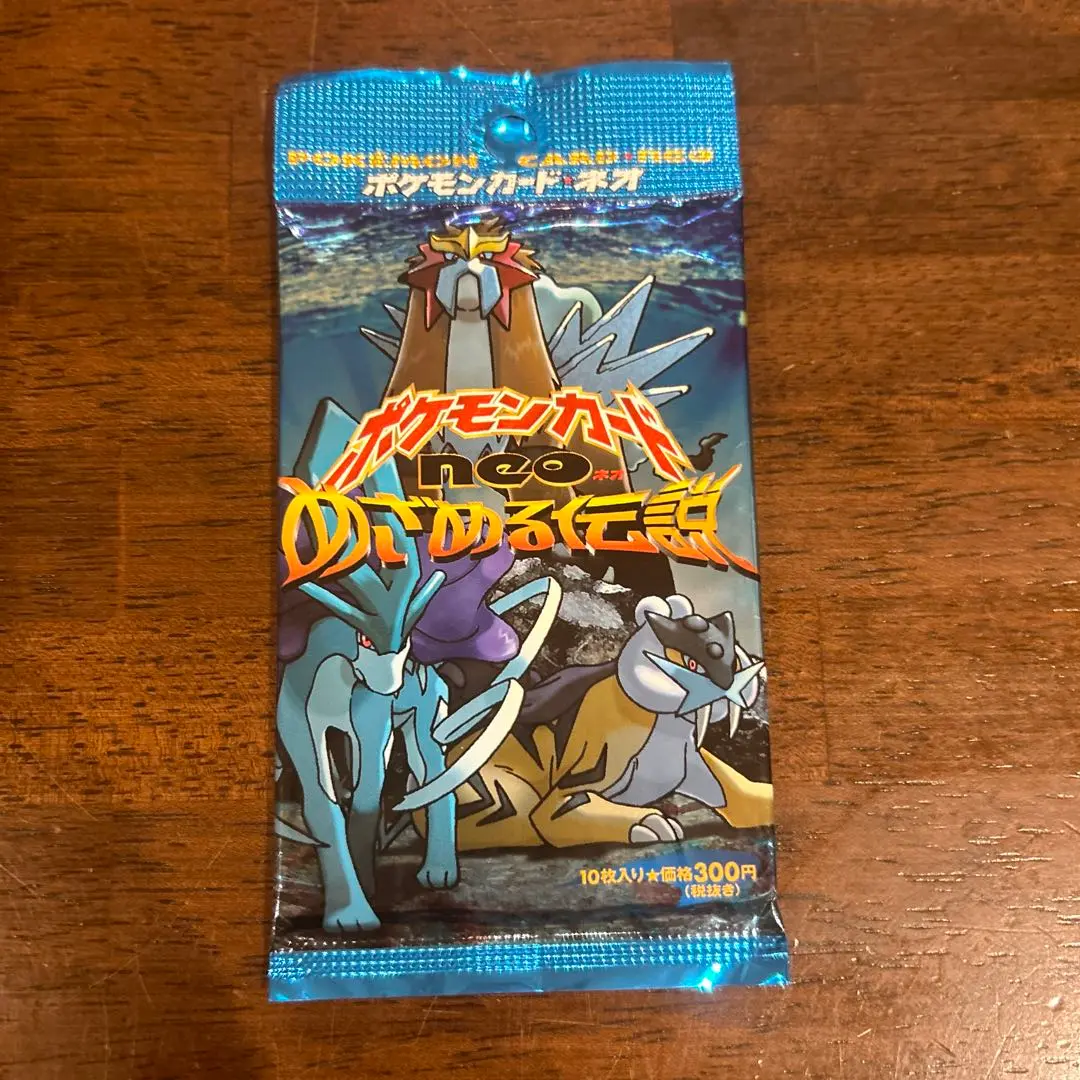 POKÉMON CARD★neo
ポケモンカード★ネオ
ポケモンカード
neo ネオ
めざめる伝説
10枚入り★価格300円
(税抜き)